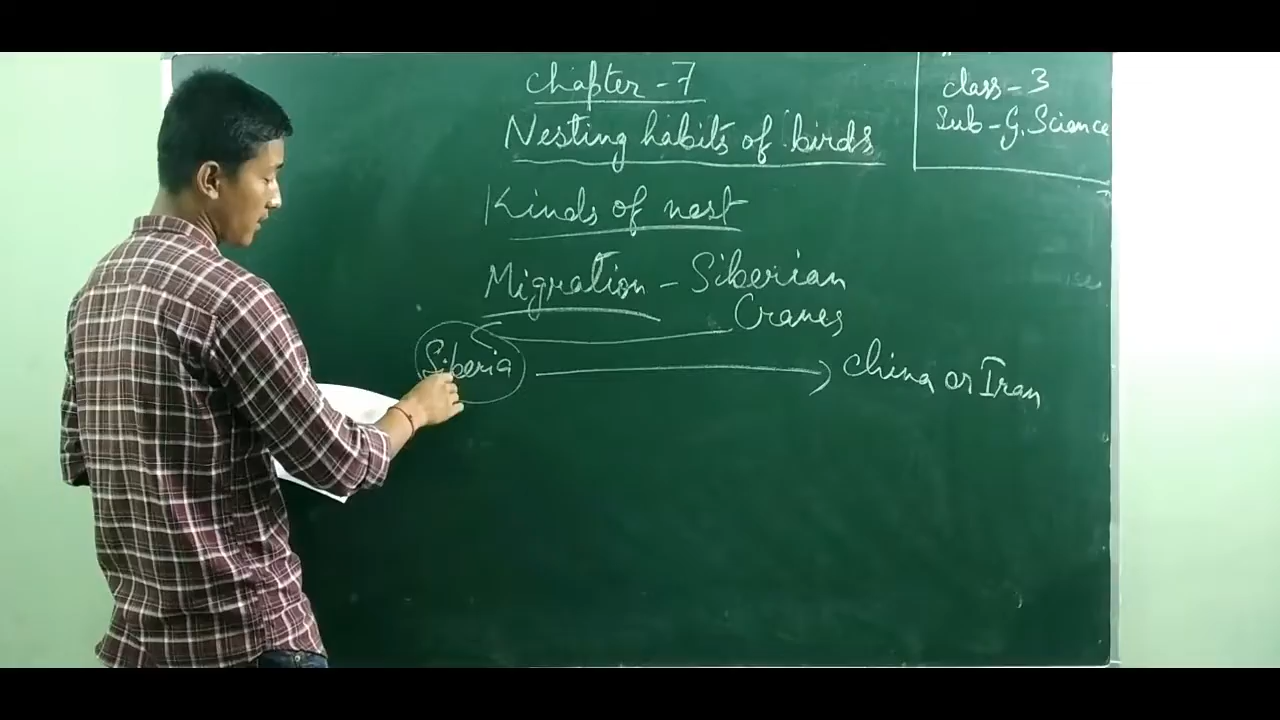 Chapter - 7
Nesting habits of birds
class - 3
Sub - G. Science
Kinds of nest
Migration - Siberian
Cranes
Siberia
China or Iran